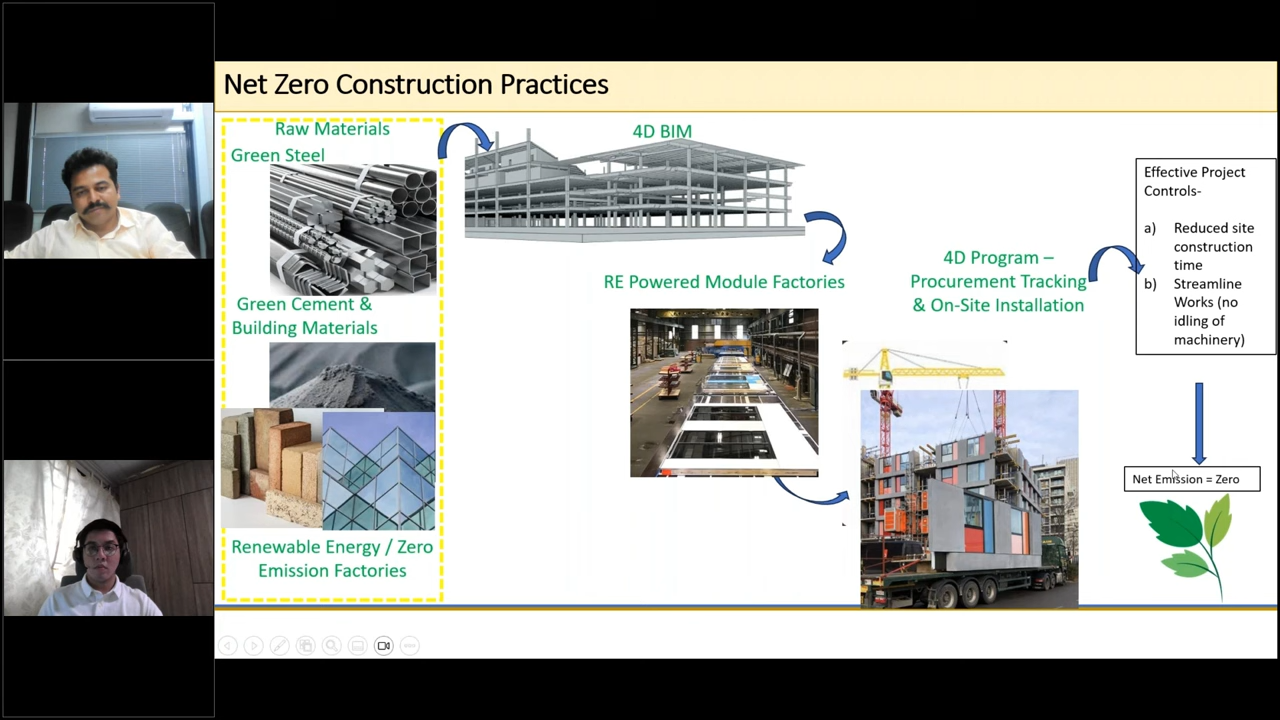 Net Zero Construction Practices
Raw Materials
Green Steel
Green Cement &
Building Materials
Renewable Energy / Zero
Emission Factories
4D BIM
RE Powered Module Factories
4D Program –
Procurement Tracking
& On-Site Installation
Effective Project
Controls-
a) Reduced site
construction
time
b) Streamline
Works (no
idling of
machinery)
Net Emission = Zero